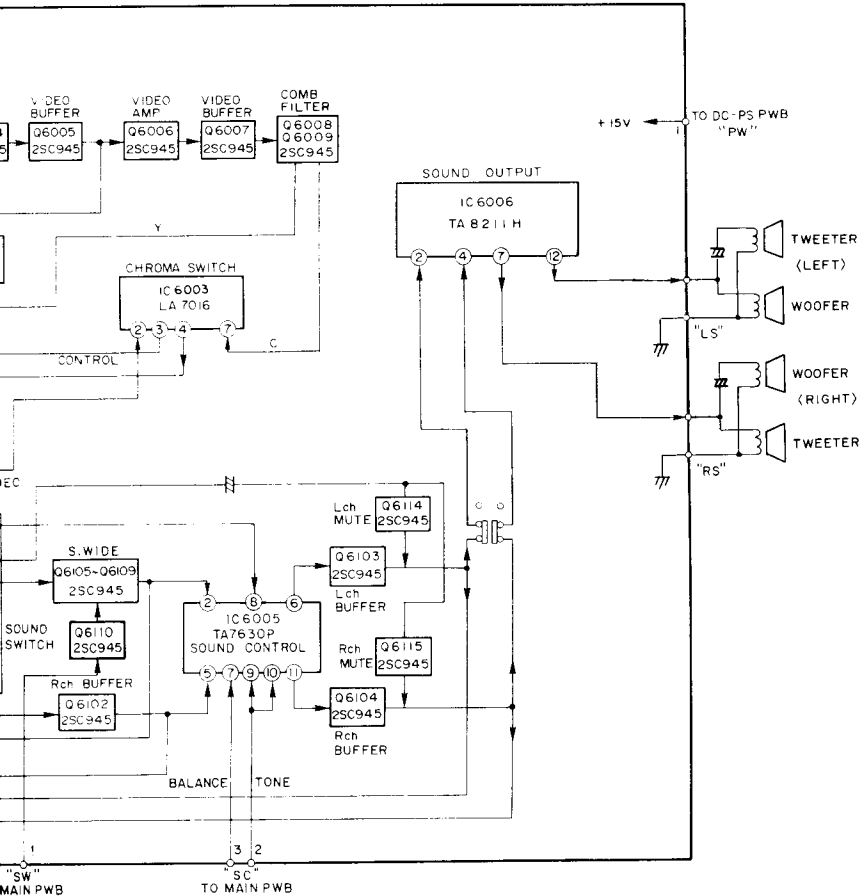 VIDEO
BUFFER
Q6005
2SC945
VIDEO
AMP
Q6006
2SC945
VIDEO
BUFFER
Q6007
2SC945
COMB
FILTER
Q6008
Q6009
2SC945
+15V
1
TO DC-PS PWB
"PW"
SOUND OUTPUT
IC6006
TA8211H
2
4
7
12
Y
TWEETER
(LEFT)
WOOFER
"LS"
CHROMA SWITCH
IC6003
LA7016
2
3
4
7
C
CONTROL
WOOFER
(RIGHT)
TWEETER
"RS"
EC
Lch
MUTE
Q6114
2SC945
S.WIDE
Q6105~Q6109
2SC945
Q6103
2SC945
Lch
BUFFER
2
8
6
IC6005
TA7630P
SOUND CONTROL
5
7
9
10
11
SOUND
SWITCH
Q6110
2SC945
Rch
MUTE
Q6115
2SC945
Rch BUFFER
Q6102
2SC945
Q6104
2SC945
Rch
BUFFER
BALANCE
TONE
1
3
2
"SW"
MAIN PWB
"SC"
TO MAIN PWB